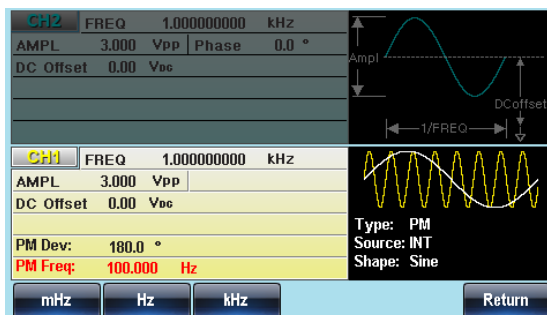 CH2 FREQ 1.000000000 kHz
AMPL 3.000 Vpp Phase 0.0 °
DC Offset 0.00 VDC
Ampl
DCoffset
1/FREQ
CH1 FREQ 1.000000000 kHz
AMPL 3.000 Vpp
DC Offset 0.00 VDC
PM Dev: 180.0 °
PM Freq: 100.000 Hz
Type: PM
Source: INT
Shape: Sine
mHz Hz kHz Return